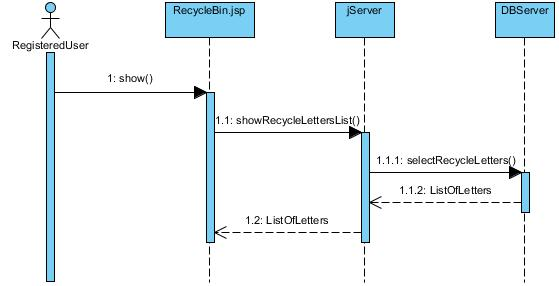 RegisteredUser
RecycleBin.jsp
jServer
DBServer
1: show()
1.1: showRecycleLettersList()
1.1.1: selectRecycleLetters()
1.1.2: ListOfLetters
1.2: ListOfLetters